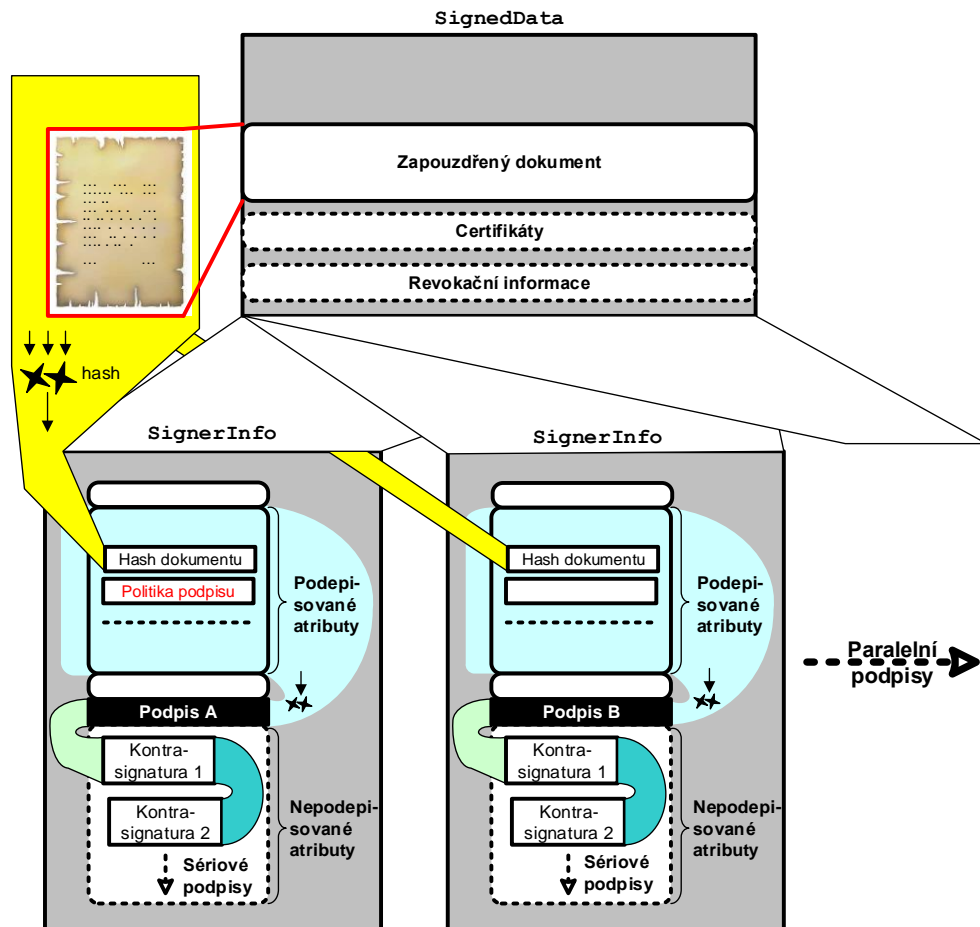 SignedData
Zapouzdřený dokument
Certifikáty
Revokační informace
hash
SignerInfo
Hash dokumentu
Politika podpisu
Podepi-
sované
atributy
Podpis A
Kontra-
signatura 1
Kontra-
signatura 2
Sériové
podpisy
Nepodepi-
sované
atributy
SignerInfo
Hash dokumentu
Podepi-
sované
atributy
Podpis B
Kontra-
signatura 1
Kontra-
signatura 2
Sériové
podpisy
Nepodepi-
sované
atributy
Paralelní
podpisy